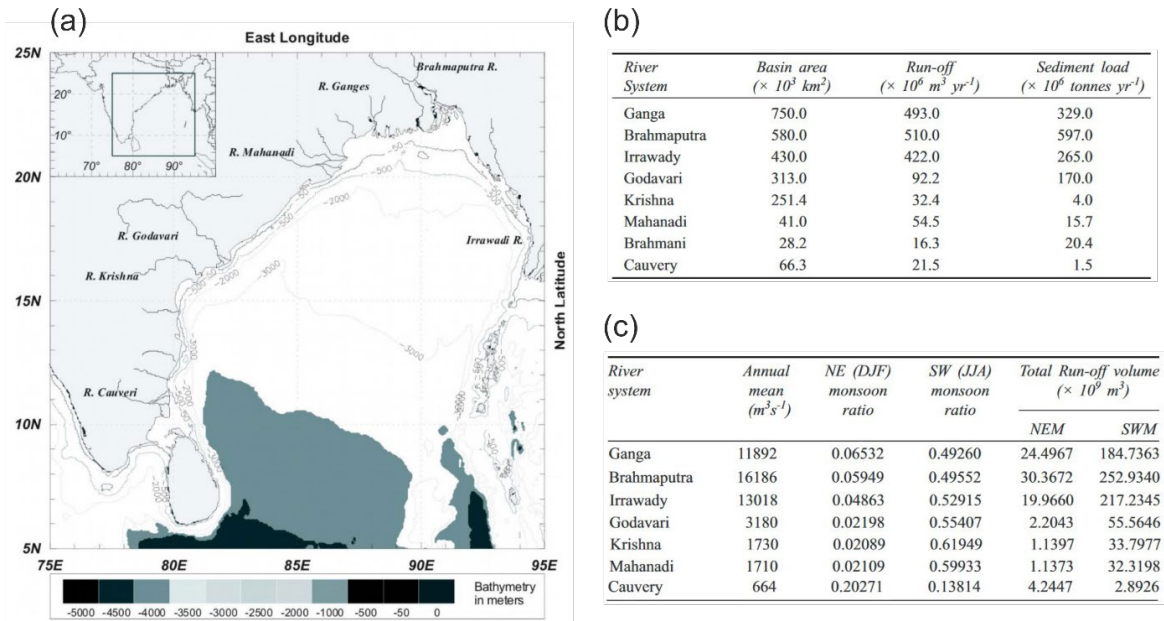 (a)
East Longitude
25N
20N
15N
10N
5N
75E 80E 85E 90E 95E
North Latitude
20°
10°
70° 80° 90°
Brahmaputra R.
R. Ganges
R. Mahanadi
R. Godavari
Irrawadi R.
R. Krishna
R. Cauveri
-50
-500
-2000
-3000
-3000
Bathymetry
in meters
-5000 -4500 -4000 -3500 -3000 -2500 -2000 -1000 -500 -50 0
(b)
River System Basin area (× 10³ km²) Run-off (× 10⁶ m³ yr⁻¹) Sediment load (× 10⁶ tonnes yr⁻¹)
Ganga 750.0 493.0 329.0
Brahmaputra 580.0 510.0 597.0
Irrawady 430.0 422.0 265.0
Godavari 313.0 92.2 170.0
Krishna 251.4 32.4 4.0
Mahanadi 41.0 54.5 15.7
Brahmani 28.2 16.3 20.4
Cauvery 66.3 21.5 1.5
(c)
River system Annual mean (m³s⁻¹) NE (DJF) monsoon ratio SW (JJA) monsoon ratio Total Run-off volume (× 10⁹ m³)
NEM SWM
Ganga 11892 0.06532 0.49260 24.4967 184.7363
Brahmaputra 16186 0.05949 0.49552 30.3672 252.9340
Irrawady 13018 0.04863 0.52915 19.9660 217.2345
Godavari 3180 0.02198 0.55407 2.2043 55.5646
Krishna 1730 0.02089 0.61949 1.1397 33.7977
Mahanadi 1710 0.02109 0.59933 1.1373 32.3198
Cauvery 664 0.20271 0.13814 4.2447 2.8926